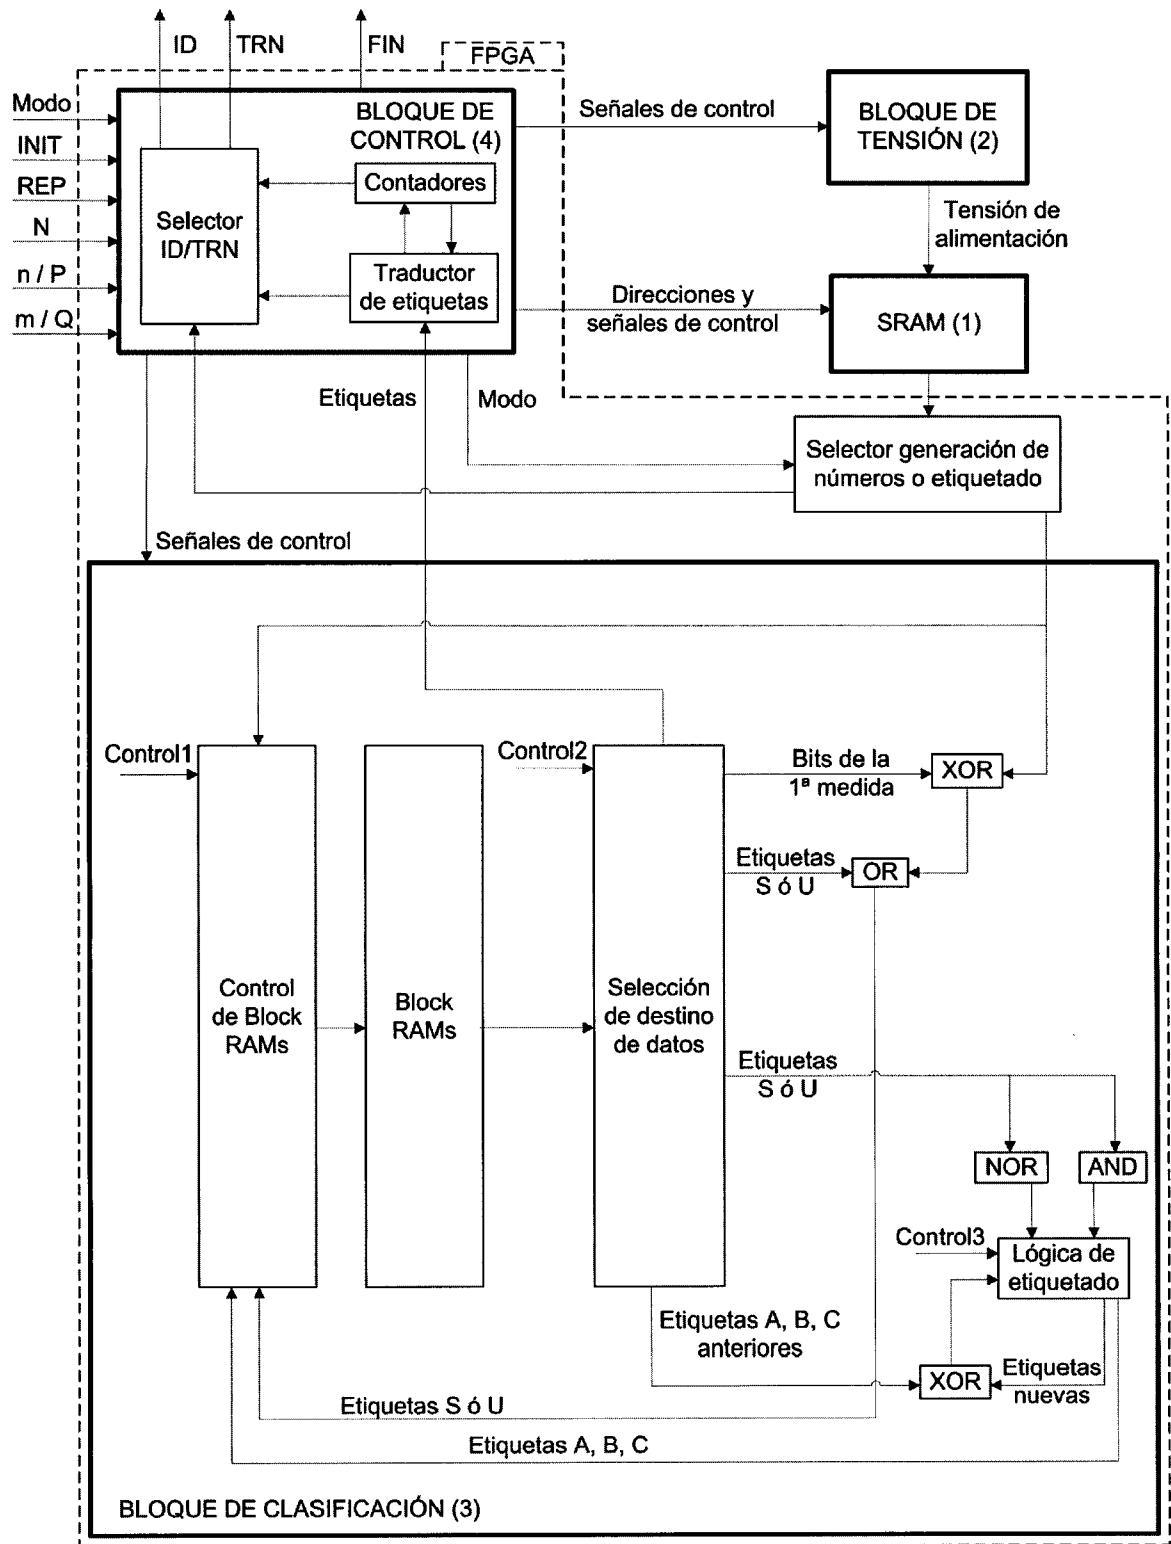 ID
TRN
FIN
FPGA
Modo
INIT
REP
N
n / P
m / Q
BLOQUE DE
CONTROL (4)
Selector
ID/TRN
Contadores
Traductor
de etiquetas
Señales de control
BLOQUE DE
TENSIÓN (2)
Tensión de
alimentación
Direcciones y
señales de control
SRAM (1)
Etiquetas
Modo
Selector generación de
números o etiquetado
Señales de control
Control1
Control2
Bits de la
1ª medida
XOR
Etiquetas
S ó U
OR
Control
de Block
RAMs
Block
RAMs
Selección
de destino
de datos
Etiquetas
S ó U
NOR
AND
Control3
Lógica de
etiquetado
Etiquetas A, B, C
anteriores
XOR
Etiquetas
nuevas
Etiquetas S ó U
Etiquetas A, B, C
BLOQUE DE CLASIFICACIÓN (3)